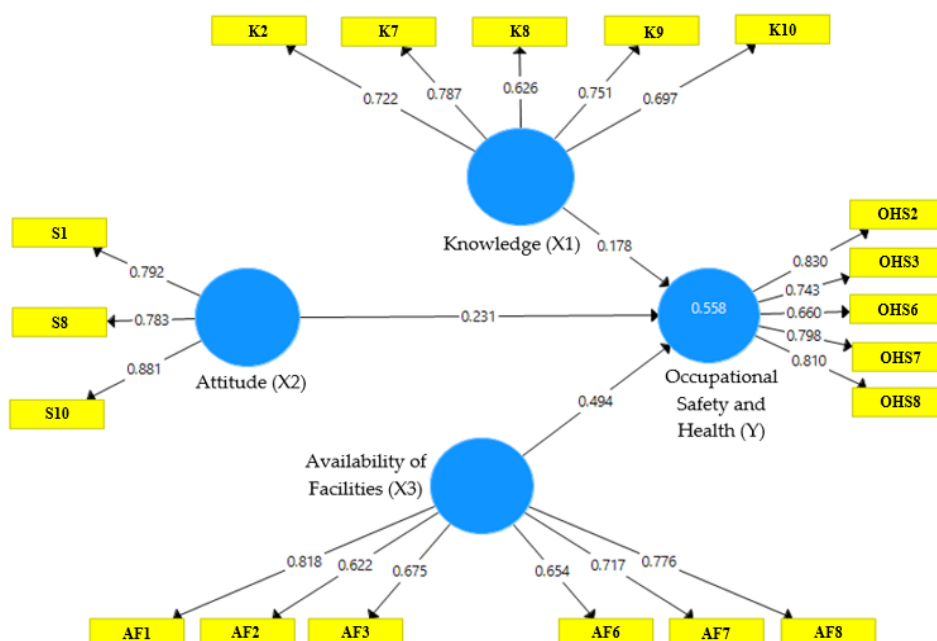 K2
K7
K8
K9
K10
0.722
0.787
0.626
0.751
0.697
Knowledge (X1)
0.178
S1
S8
S10
0.792
0.783
0.881
Attitude (X2)
0.231
OHS2
OHS3
OHS6
OHS7
OHS8
0.830
0.743
0.660
0.798
0.810
0.558
Occupational
Safety and
Health (Y)
0.494
Availability of
Facilities (X3)
0.818
0.622
0.675
0.654
0.717
0.776
AF1
AF2
AF3
AF6
AF7
AF8